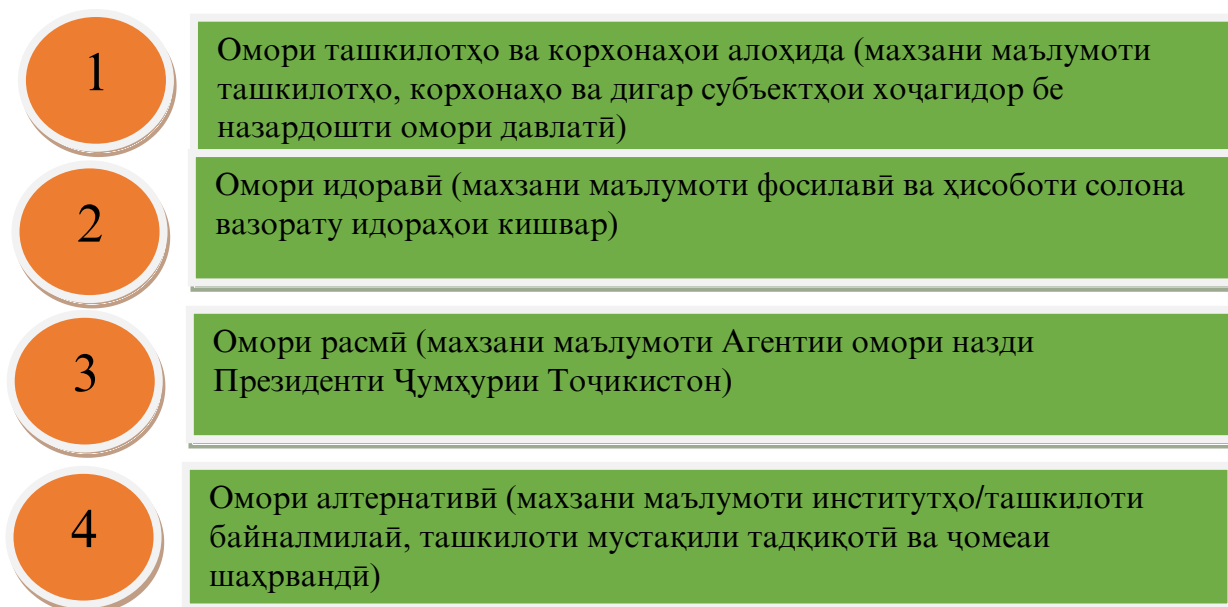 1
Омори ташкилотҳо ва корхонаҳои алоҳида (махзани маълумоти
ташкилотҳо, корхонаҳо ва дигар субъектҳои хоҷагидор бе
назардошти омори давлатӣ)
2
Омори идоравӣ (махзани маълумоти фосилавӣ ва ҳисоботи солона
вазорату идораҳои кишвар)
3
Омори расмӣ (махзани маълумоти Агентии омори назди
Президенти Ҷумҳурии Тоҷикистон)
4
Омори алтернативӣ (махзани маълумоти институтҳо/ташкилоти
байналмилаӣ, ташкилоти мустақили тадқиқотӣ ва ҷомеаи
шаҳрвандӣ)